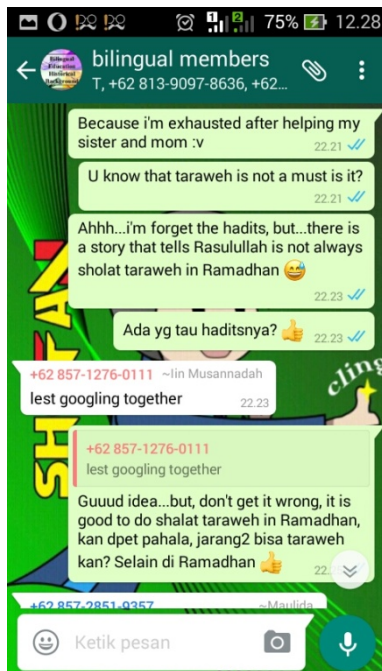 75% 12.28
bilingual members
T, +62 813-9097-8636, +62...
Because i'm exhausted after helping my
sister and mom :v
22.21
U know that taraweh is not a must is it?
22.21
Ahhh...i'm forget the hadits, but...there is
a story that tells Rasulullah is not always
sholat taraweh in Ramadhan 😅
22.23
Ada yg tau haditsnya? 👍
22.23
+62 857-1276-0111 ~Iin Musannadah
lest googling together
22.23
cling
+62 857-1276-0111
lest googling together
Guuud idea...but, don't get it wrong, it is
good to do shalat taraweh in Ramadhan,
kan dpet pahala, jarang2 bisa taraweh
kan? Selain di Ramadhan 👍
22.
+62 857-2851-9357 ~Maulida
Ketik pesan